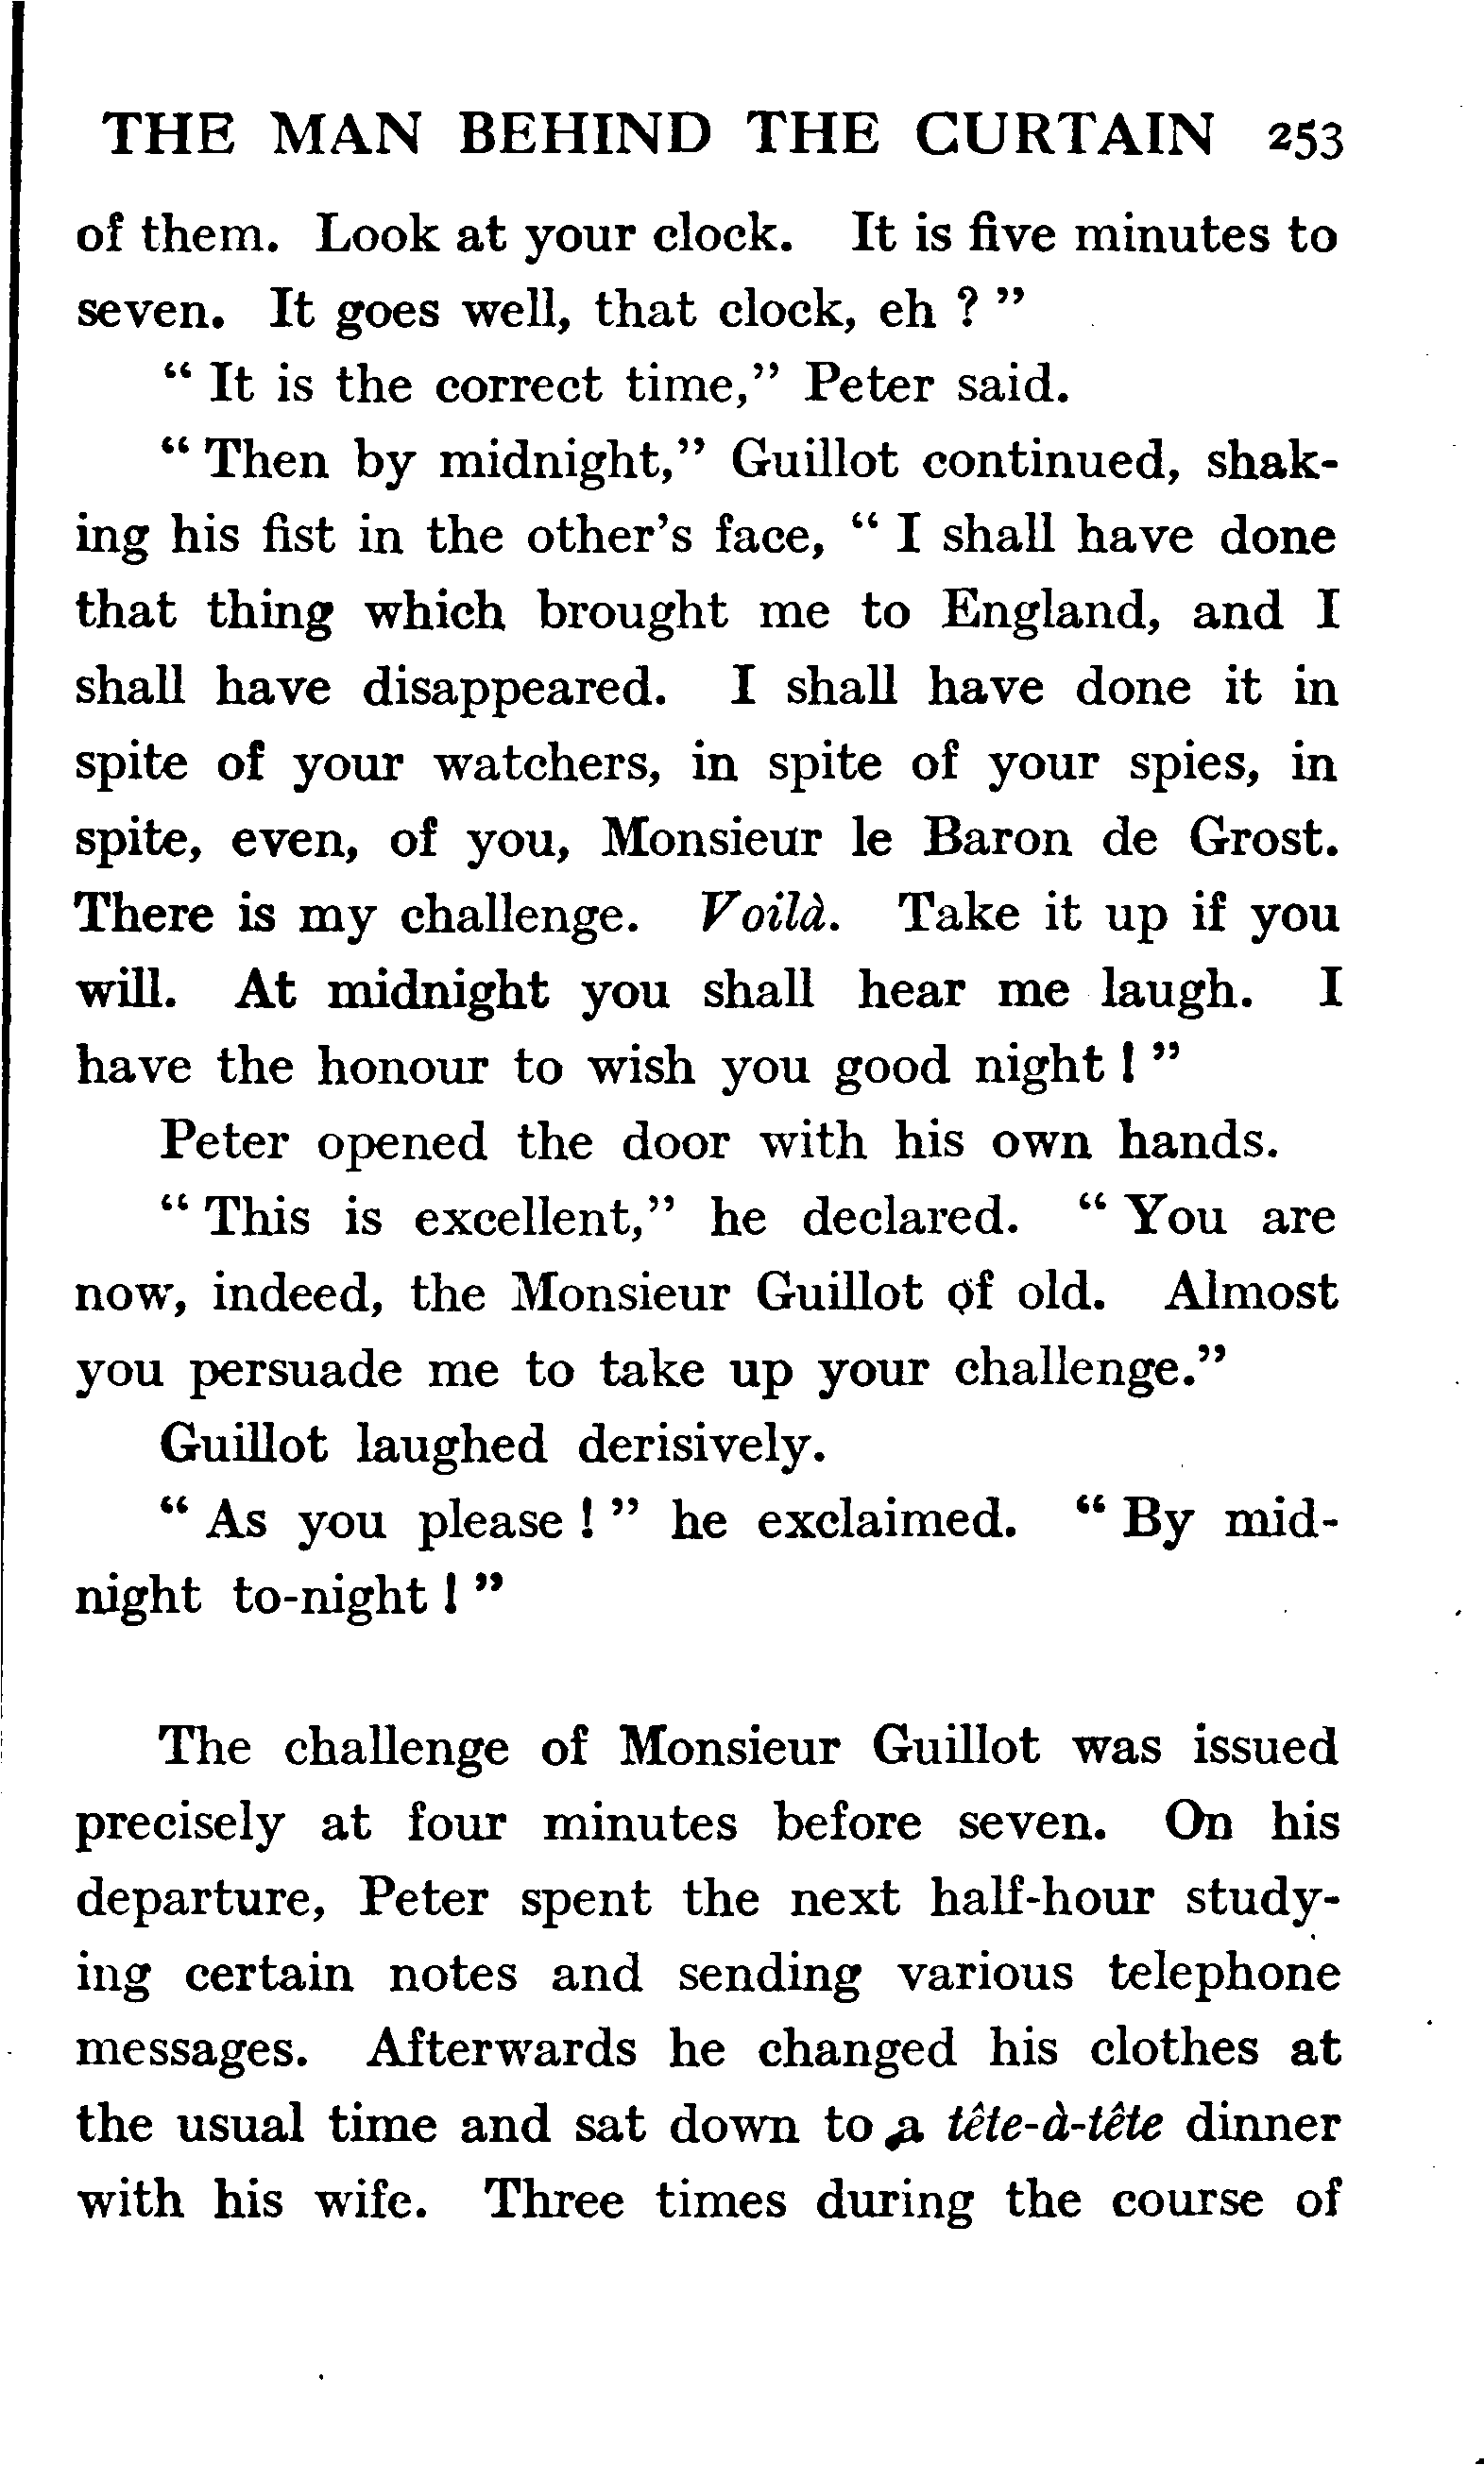 THE MAN BEHIND THE CURTAIN 253
of them. Look at your clock. It is five minutes to
seven. It goes well, that clock, eh ? ”
“ It is the correct time,” Peter said.
“ Then by midnight,” Guillot continued, shak-
ing his fist in the other’s face, “ I shall have done
that thing which brought me to England, and I
shall have disappeared. I shall have done it in
spite of your watchers, in spite of your spies, in
spite, even, of you, Monsieur le Baron de Grost.
There is my challenge. Voilà. Take it up if you
will. At midnight you shall hear me laugh. I
have the honour to wish you good night ! ”
Peter opened the door with his own hands.
“ This is excellent,” he declared. “ You are
now, indeed, the Monsieur Guillot of old. Almost
you persuade me to take up your challenge.”
Guillot laughed derisively.
“ As you please ! ” he exclaimed. “ By mid-
night to-night ! ”
The challenge of Monsieur Guillot was issued
precisely at four minutes before seven. On his
departure, Peter spent the next half-hour study-
ing certain notes and sending various telephone
messages. Afterwards he changed his clothes at
the usual time and sat down to a tête-à-tête dinner
with his wife. Three times during the course of